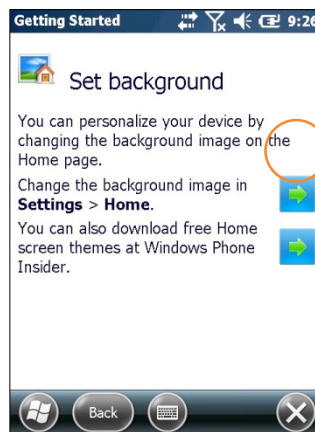 Getting Started 9:26
Set background
You can personalize your device by
changing the background image on the
Home page.
Change the background image in
Settings > Home.
You can also download free Home
screen themes at Windows Phone
Insider.
Back